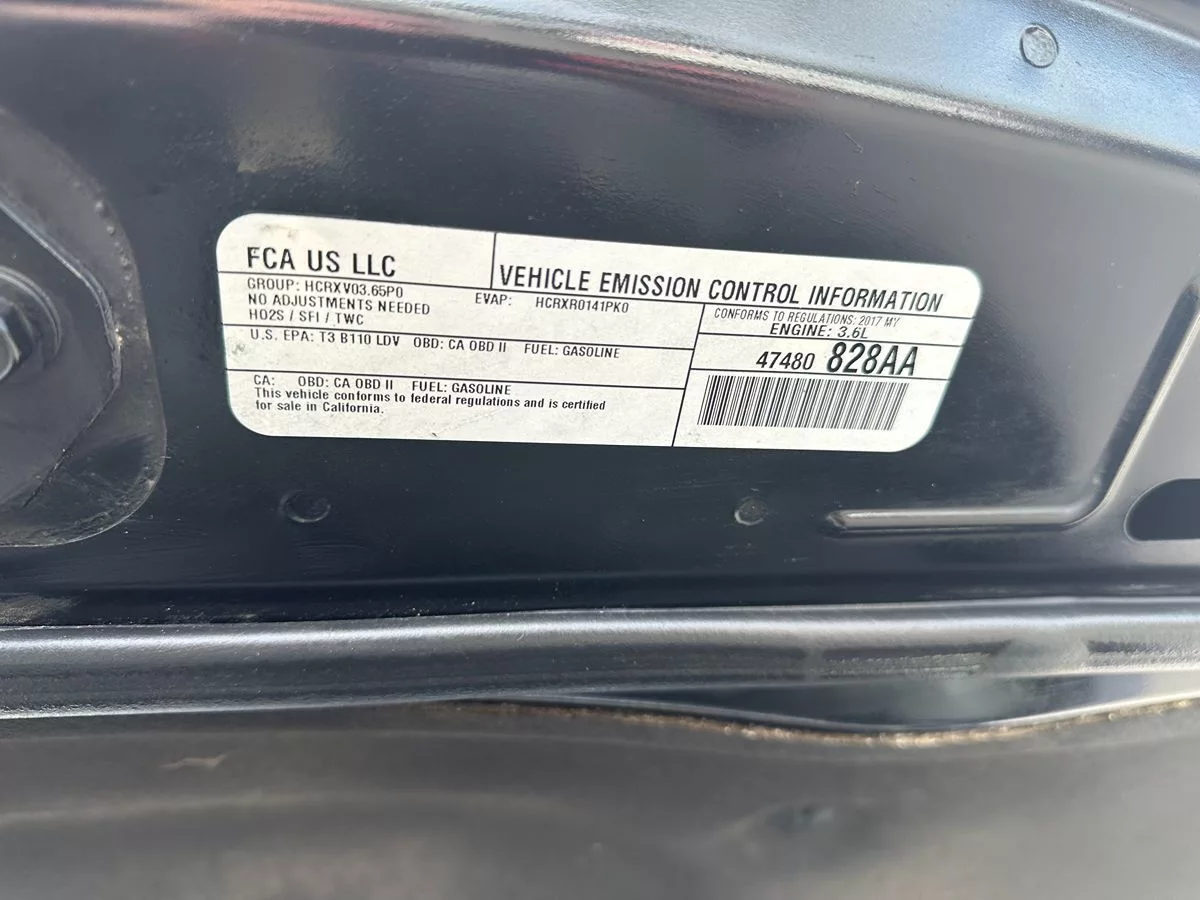 FCA US LLC
VEHICLE EMISSION CONTROL INFORMATION
GROUP: HCRXV03.65P0 EVAP: HCRXR0141PK0
NO ADJUSTMENTS NEEDED
HO2S / SFI / TWC
CONFORMS TO REGULATIONS: 2017 MY
ENGINE: 3.6L
U.S. EPA: T3 B110 LDV OBD: CA OBD II FUEL: GASOLINE
47480 828AA
CA: OBD: CA OBD II FUEL: GASOLINE
This vehicle conforms to federal regulations and is certified
for sale in California.